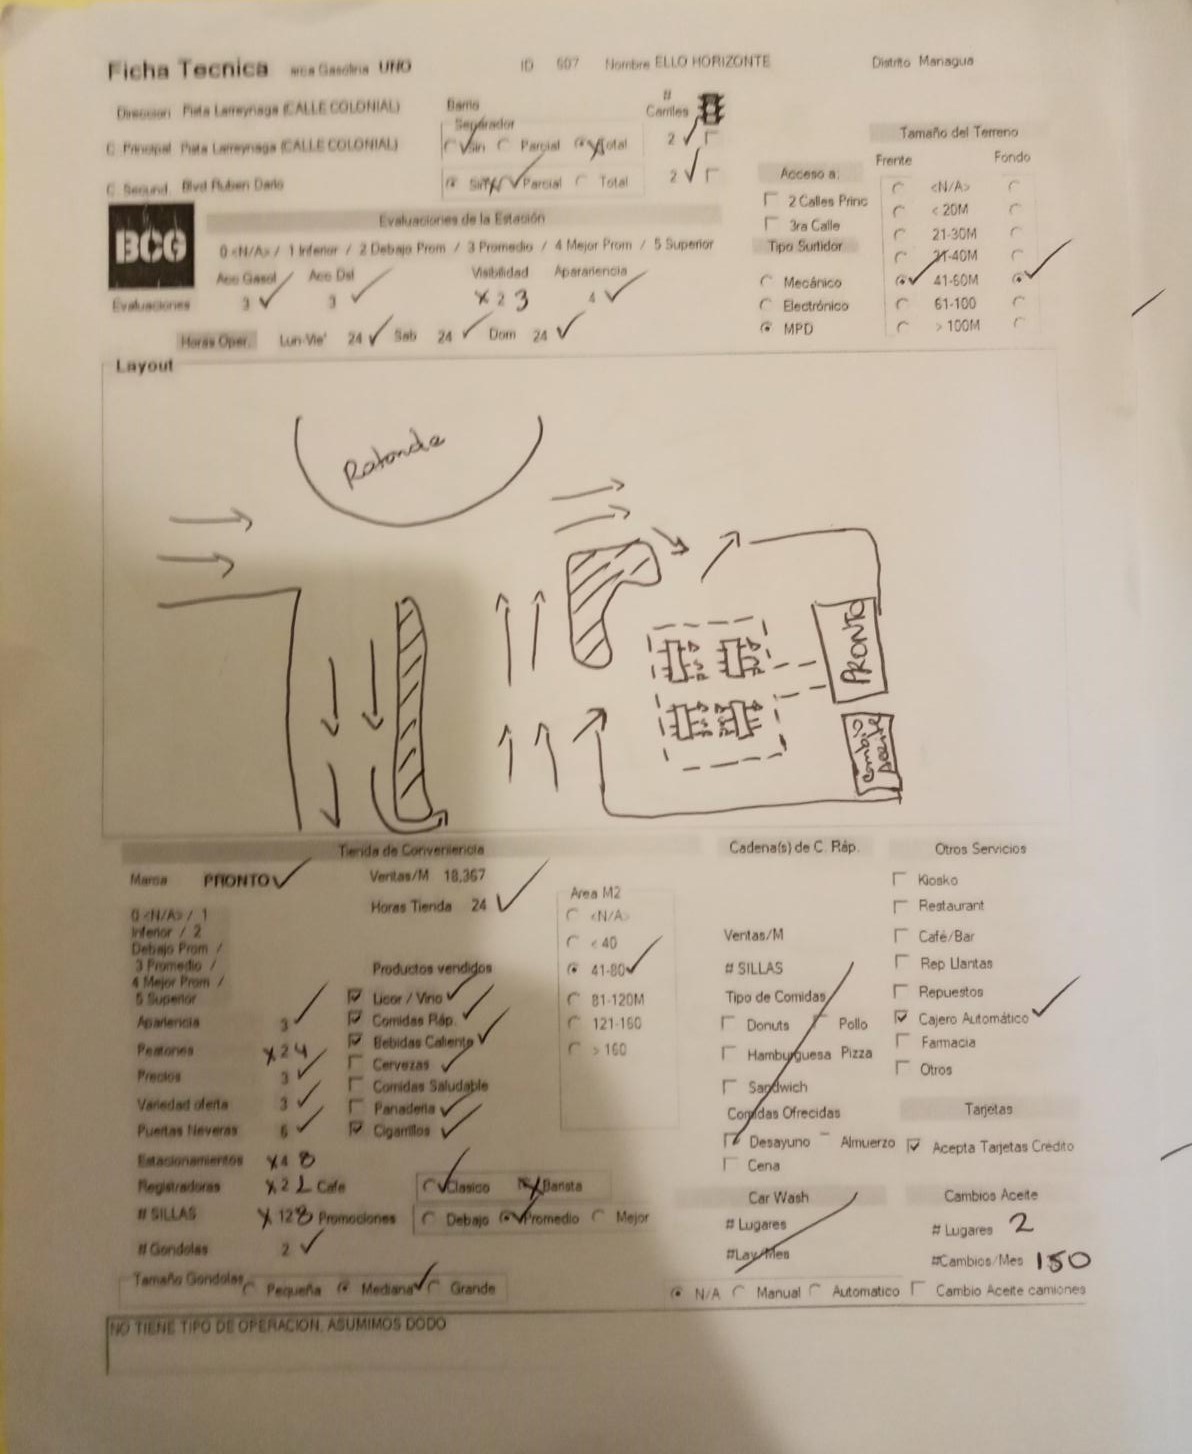 Ficha Tecnica arca Gasolina UNO ID 607 Nombre ELLO HORIZONTE Distrito Managua
Direccion Pista Larreynaga (CALLE COLONIAL) Barrio # Carriles
Separador Tamaño del Terreno
C. Principal Pista Larreynaga (CALLE COLONIAL) Sin Parcial Total 2 Frente Fondo
C. Segund. Blvd Ruben Dario Sin Parcial Total 2 Acceso a: <N/A>
2 Calles Princ < 20M
BCG Evaluaciones de la Estación 3ra Calle 21-30M
0 <N/A> / 1 Inferior / 2 Debajo Prom / 3 Promedio / 4 Mejor Prom / 5 Superior Tipo Surtidor 31-40M
Acc Gasol Acc Dsl Visibilidad Apariencia Mecánico 41-60M
Evaluaciones 3 3 2 3 4 Electrónico 61-100
Horas Oper. Lun-Vie' 24 Sab 24 Dom 24 MPD > 100M
Layout
Rotonda
PRONTO
Cambio Aceite
Tienda de Conveniencia Cadena(s) de C. Ráp. Otros Servicios
Marca PRONTO Ventas/M 18,367 Kiosko
Horas Tienda 24 Area M2 Restaurant
0 <N/A> / 1 <N/A>
Inferior / 2 Ventas/M Café/Bar
Debajo Prom / < 40
3 Promedio / Productos vendidos 41-80 # SILLAS Rep Llantas
4 Mejor Prom /
5 Superior Licor / Vino 81-120M Tipo de Comidas Repuestos
Apariencia 3 Comidas Ráp. 121-160 Donuts Pollo Cajero Automático
Peatones 2 4 Bebidas Caliente > 160 Hamburguesa Pizza Farmacia
Precios 3 Cervezas Otros
Comidas Saludable Sandwich
Variedad oferta 3 Panaderia Comidas Ofrecidas Tarjetas
Puertas Neveras 6 Cigarrillos Desayuno Almuerzo Acepta Tarjetas Crédito
Estacionamientos 4 8 Cena
Registradoras 2 Cafe Clasico Barista Car Wash Cambios Aceite
# SILLAS 12 8 Promociones Debajo Promedio Mejor # Lugares # Lugares 2
# Gondolas 2 #Lav/Mes #Cambios/Mes 150
Tamaño Gondolas Pequeña Mediana Grande N/A Manual Automatico Cambio Aceite camiones
NO TIENE TIPO DE OPERACION. ASUMIMOS DODO